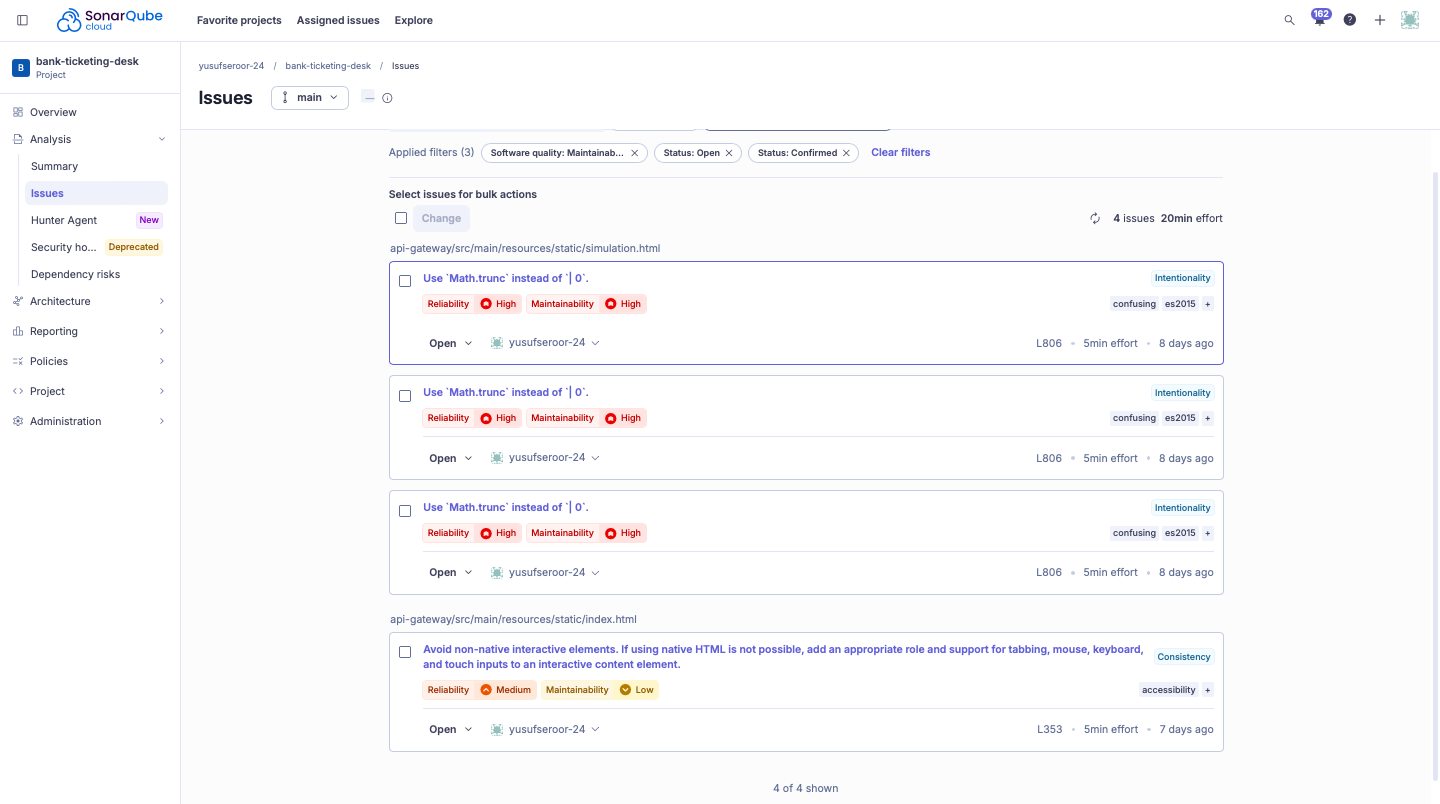 SonarQube cloud
Favorite projects Assigned issues Explore
162
B bank-ticketing-desk
Project
Overview
Analysis
Summary
Issues
Hunter Agent New
Security ho... Deprecated
Dependency risks
Architecture
Reporting
Policies
Project
Administration
yusufseroor-24 / bank-ticketing-desk / Issues
Issues main —
Applied filters (3) Software quality: Maintainab... Status: Open Status: Confirmed Clear filters
Select issues for bulk actions
Change 4 issues 20min effort
api-gateway/src/main/resources/static/simulation.html
Use `Math.trunc` instead of `| 0`. Intentionality
Reliability High Maintainability High confusing es2015 +
Open yusufseroor-24 L806 • 5min effort • 8 days ago
Use `Math.trunc` instead of `| 0`. Intentionality
Reliability High Maintainability High confusing es2015 +
Open yusufseroor-24 L806 • 5min effort • 8 days ago
Use `Math.trunc` instead of `| 0`. Intentionality
Reliability High Maintainability High confusing es2015 +
Open yusufseroor-24 L806 • 5min effort • 8 days ago
api-gateway/src/main/resources/static/index.html
Avoid non-native interactive elements. If using native HTML is not possible, add an appropriate role and support for tabbing, mouse, keyboard,
and touch inputs to an interactive content element. Consistency
Reliability Medium Maintainability Low accessibility +
Open yusufseroor-24 L353 • 5min effort • 7 days ago
4 of 4 shown